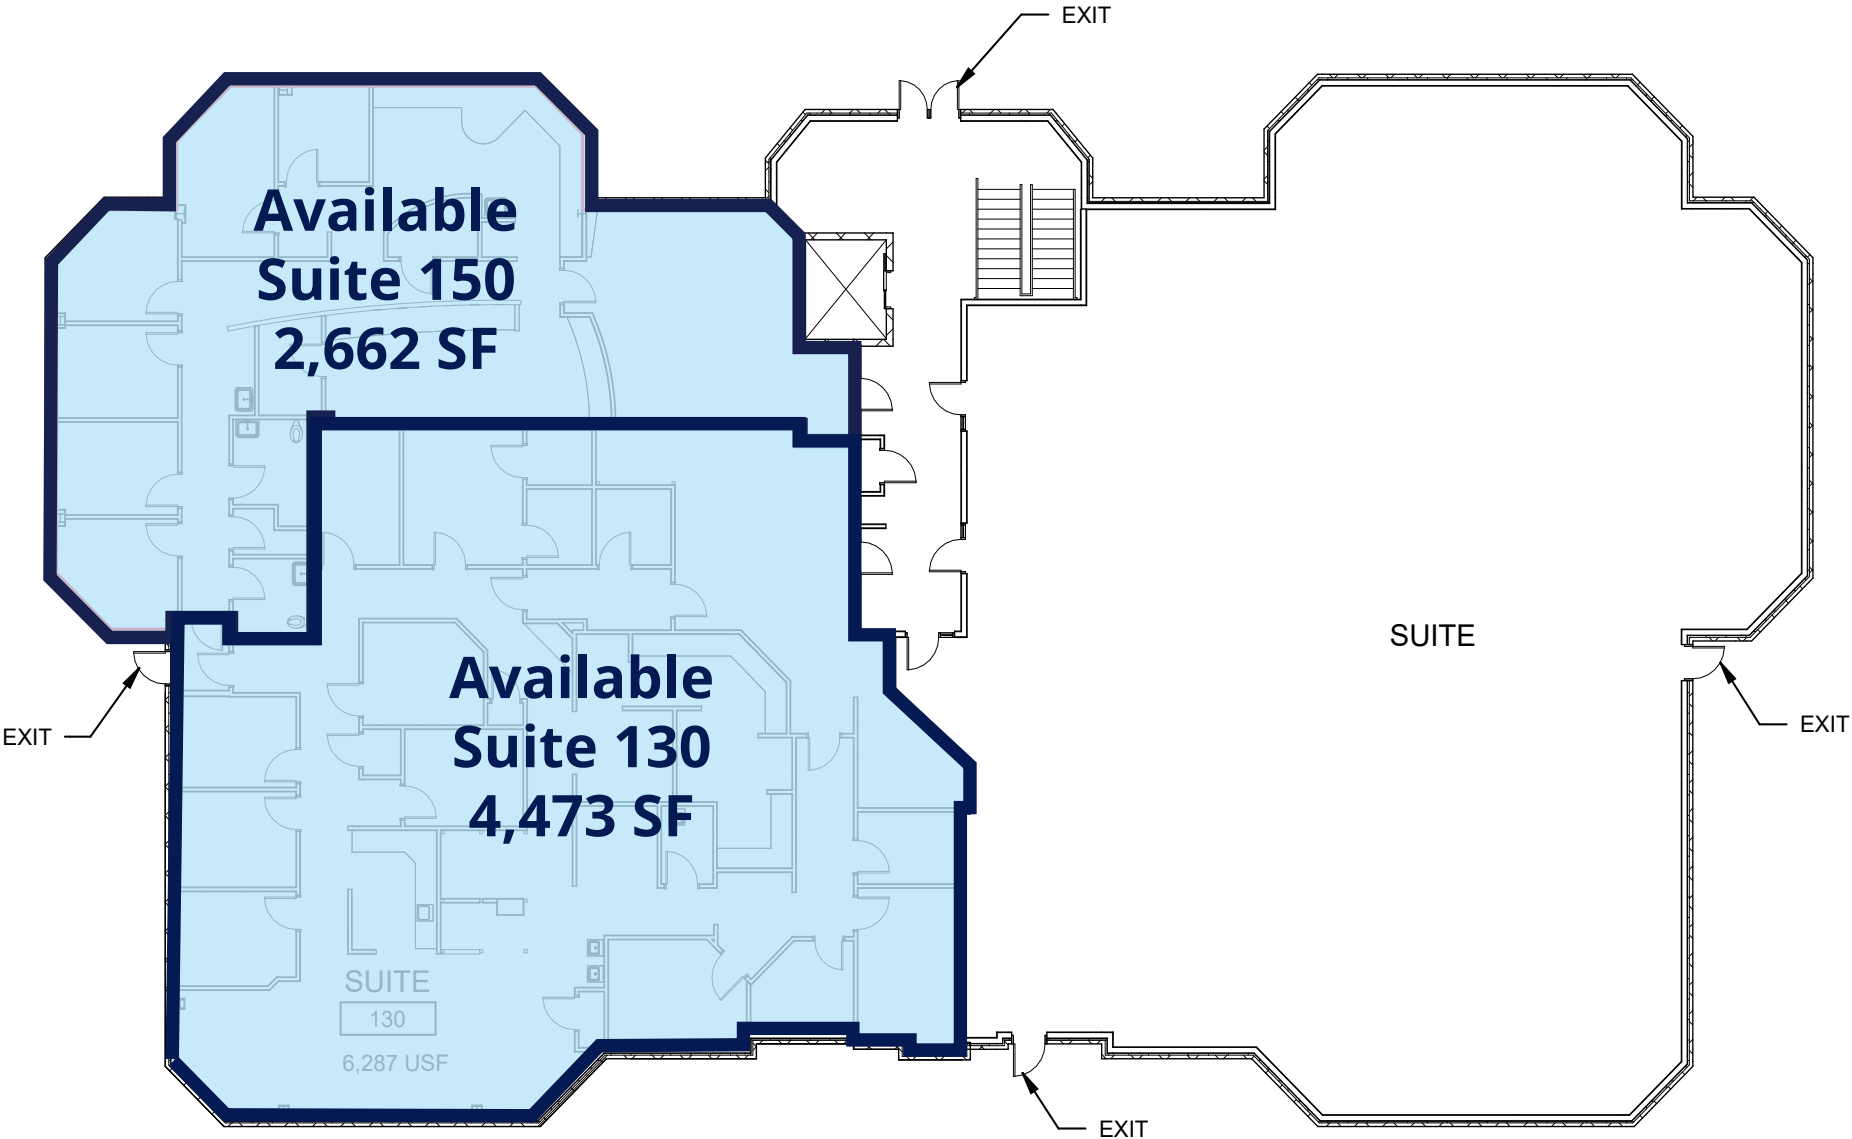 EXIT
Available
Suite 150
2,662 SF
SUITE
Available
Suite 130
4,473 SF
EXIT
EXIT
SUITE
130
6,287 USF
EXIT